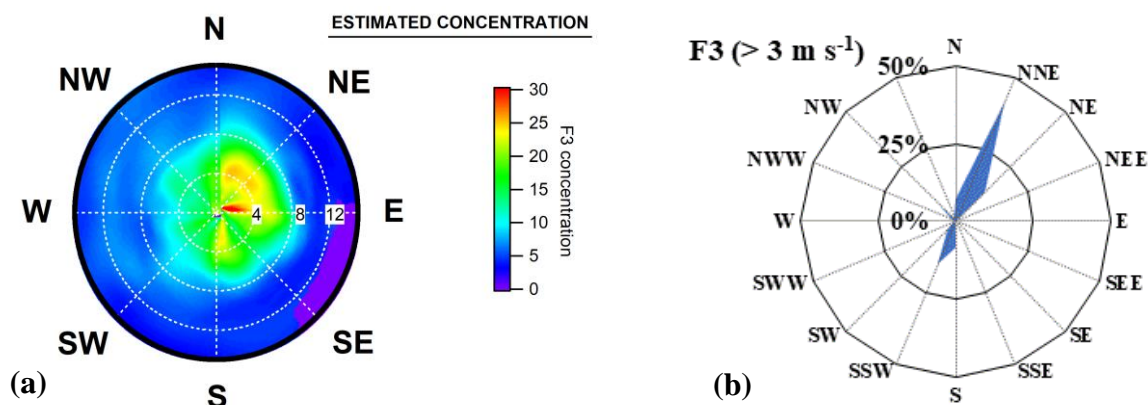 ESTIMATED CONCENTRATION
N
NW
NE
W
E
4
8
12
SW
SE
S
30
25
20
15
10
5
0
F3 concentration
(a)
F3 (> 3 m s-1)
50%
25%
0%
N
NNE
NE
NEE
E
SEE
SE
SSE
S
SSW
SW
SWW
W
NWW
NW
(b)